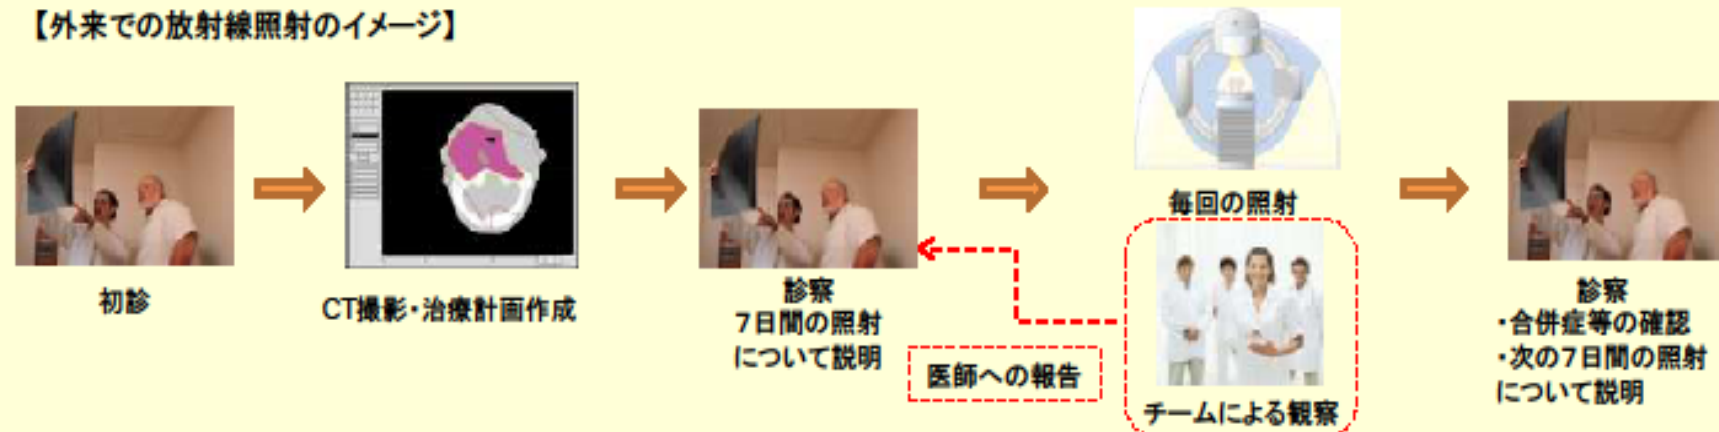 【外来での放射線照射のイメージ】
初診
CT撮影・治療計画作成
診察
7日間の照射
について説明
毎回の照射
医師への報告
チームによる観察
診察
・合併症等の確認
・次の7日間の照射
について説明